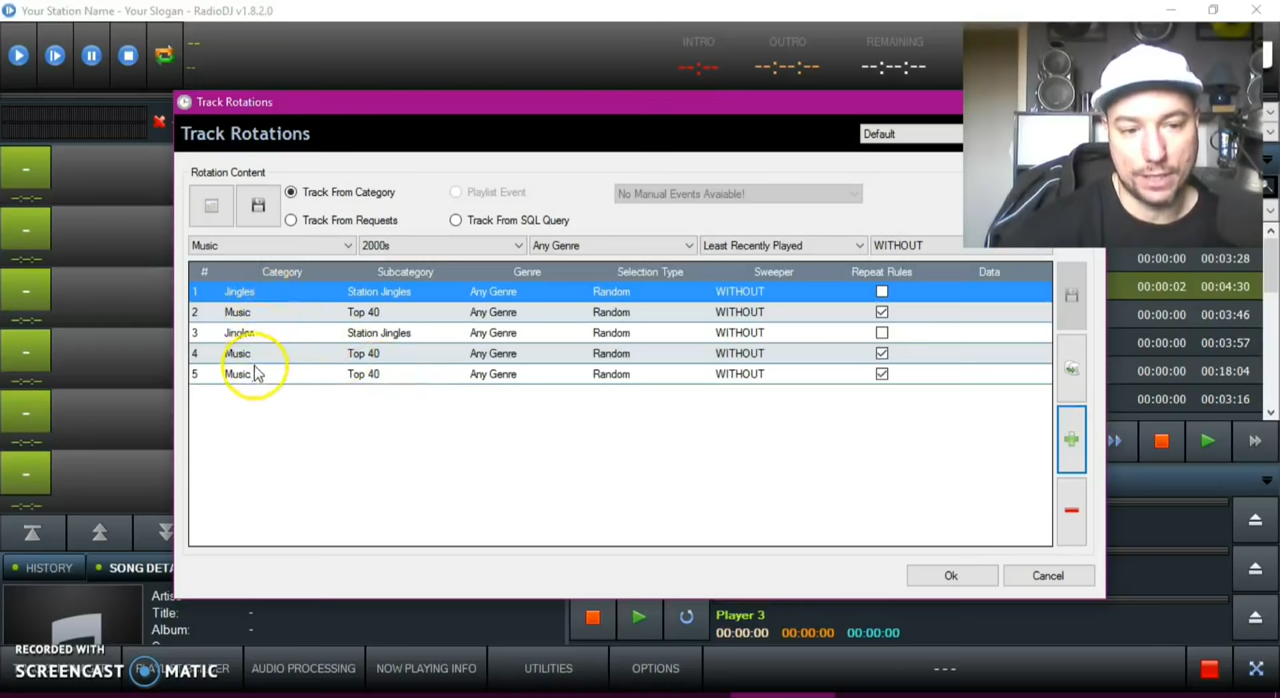 Your Station Name - Your Slogan - RadioDJ v1.8.2.0
INTRO OUTRO REMAINING
--:-- --:--:-- --:--:--
Track Rotations
Track Rotations
Default
Rotation Content
Track From Category
Playlist Event
No Manual Events Avaiable!
Track From Requests
Track From SQL Query
Music 2000s Any Genre Least Recently Played WITHOUT
# Category Subcategory Genre Selection Type Sweeper Repeat Rules Data
1 Jingles Station Jingles Any Genre Random WITHOUT
2 Music Top 40 Any Genre Random WITHOUT
3 Jingles Station Jingles Any Genre Random WITHOUT
4 Music Top 40 Any Genre Random WITHOUT
5 Music Top 40 Any Genre Random WITHOUT
00:00:00 00:03:28
00:00:02 00:04:30
00:00:00 00:03:46
00:00:00 00:03:57
00:00:00 00:18:04
00:00:00 00:03:16
Ok Cancel
HISTORY SONG DETA
Artis
Title: -
Album: -
Player 3
00:00:00 00:00:00 00:00:00
AUDIO PROCESSING NOW PLAYING INFO UTILITIES OPTIONS ---
RECORDED WITH
SCREENCAST MATIC